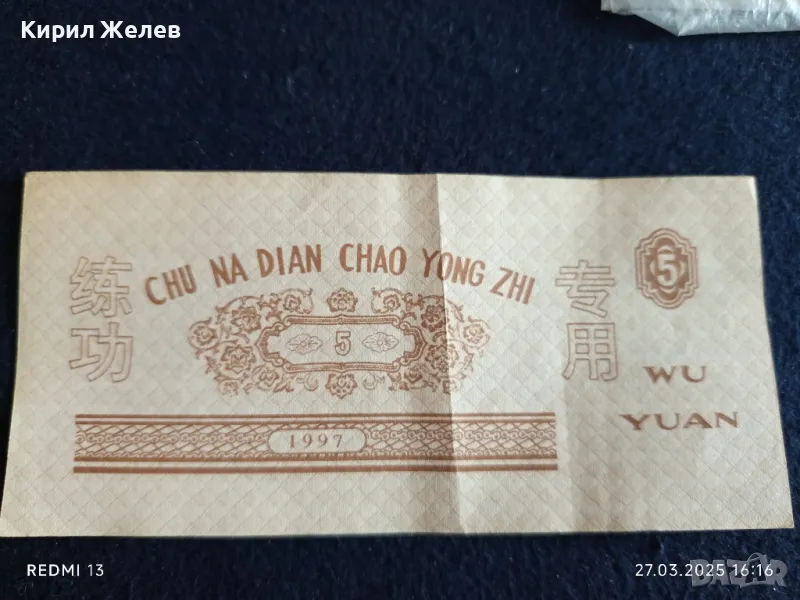 Кирил Желев
CHU NA DIAN CHAO YONG ZHI
练功
专用
5
5
WU
YUAN
1997
REDMI 13
27.03.2025 16:16
BAZAR